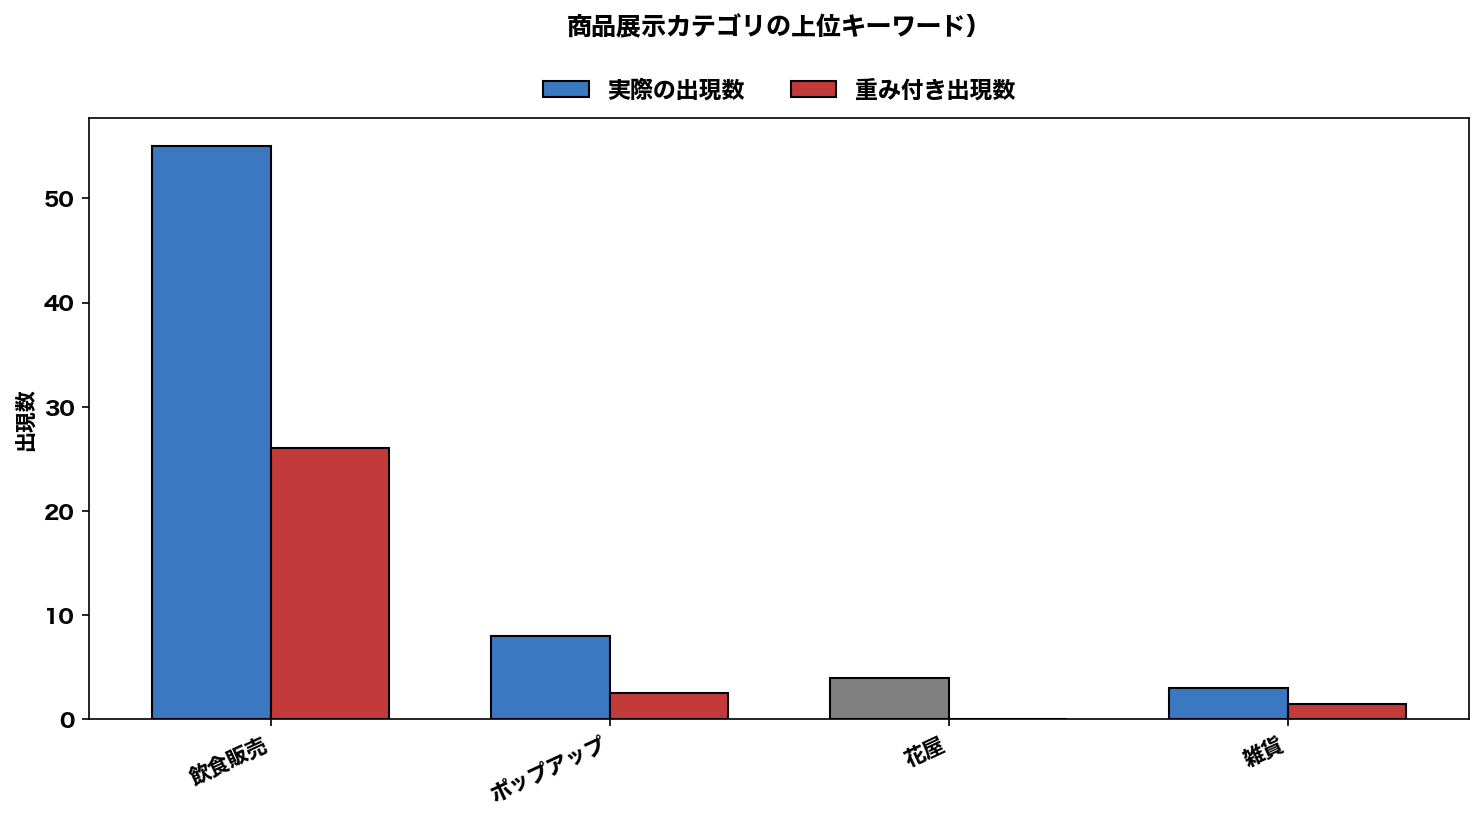 商品展示カテゴリの上位キーワード）
実際の出現数
重み付き出現数
出現数
50
40
30
20
10
0
飲食販売
ポップアップ
花屋
雑貨